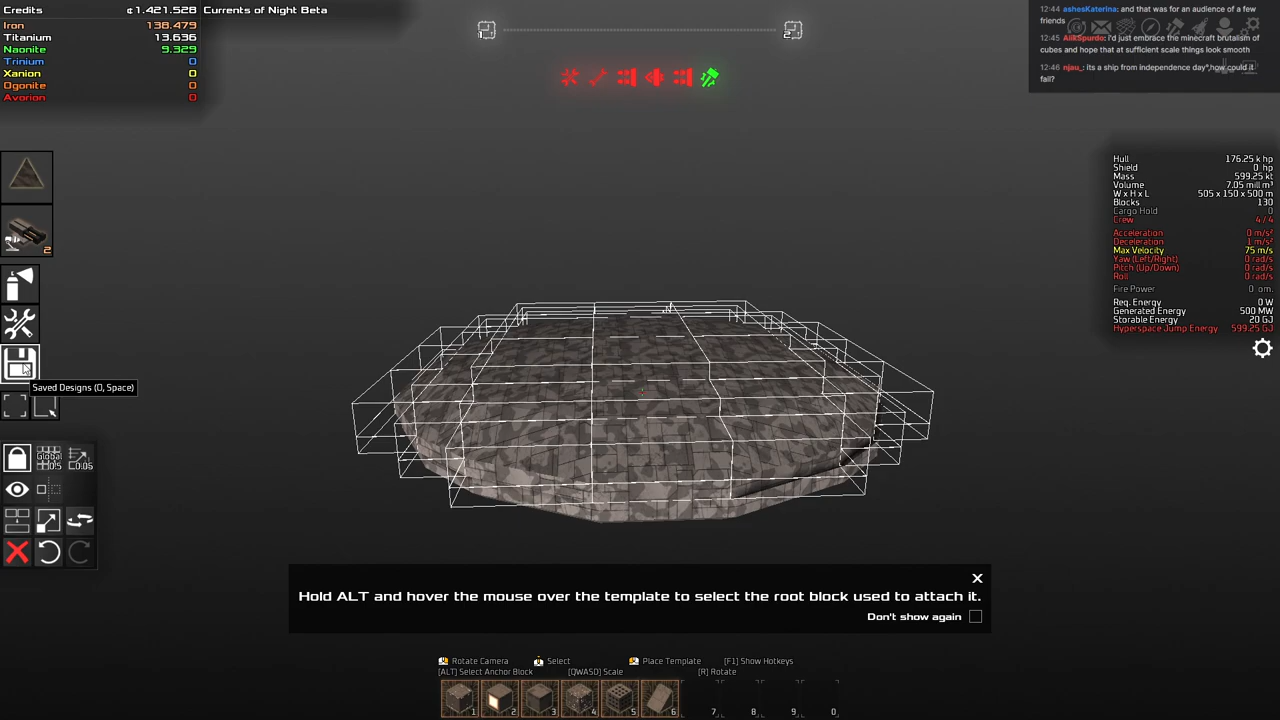 Credits ¢1.421.528
Iron 138.479
Titanium 13.636
Naonite 9.329
Trinium 0
Xanion 0
Ogonite 0
Avorion 0
Currents of Night Beta
1
2
12:44 ashesKaterina: and that was for an audience of a few
friends
12:45 AlikSpurdo: i'd just embrace the minecraft brutalism of
cubes and hope that at sufficient scale things look smooth
12:46 njau_: its a ship from independence day",how could it
fail?
Hull 176.25 k hp
Shield 0 hp
Mass 599.25 kt
Volume 7.05 mill m³
W x H x L 505 x 150 x 500 m
Blocks 130
Cargo Hold 0
Crew 4 / 4
Acceleration 0 m/s²
Deceleration 1 m/s²
Max Velocity 75 m/s
Yaw (Left/Right) 0 rad/s
Pitch (Up/Down) 0 rad/s
Roll 0 rad/s
Fire Power 0 om.
Req. Energy 0 W
Generated Energy 500 MW
Storable Energy 20 GJ
Hyperspace Jump Energy 599.25 GJ
2
Saved Designs (O, Space)
Global
0.05
Hold ALT and hover the mouse over the template to select the root block used to attach it.
X
Don't show again
Rotate Camera Select Place Template [F1] Show Hotkeys
[ALT] Select Anchor Block [QWASD] Scale [R] Rotate
1 2 3 4 5 6 7 8 9 0